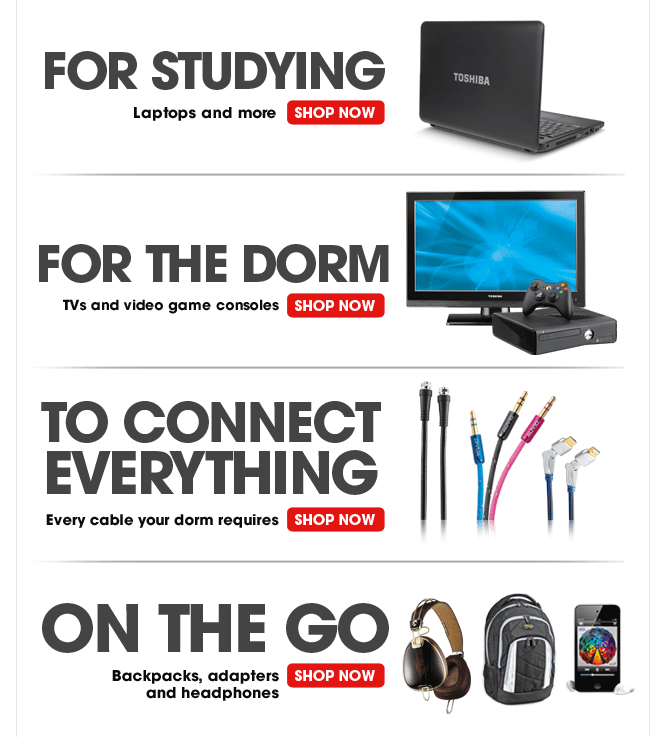 FOR STUDYING
Laptops and more SHOP NOW
TOSHIBA
FOR THE DORM
TVs and video game consoles SHOP NOW
TOSHIBA
TO CONNECT
EVERYTHING
Every cable your dorm requires SHOP NOW
ON THE GO
Backpacks, adapters SHOP NOW
and headphones